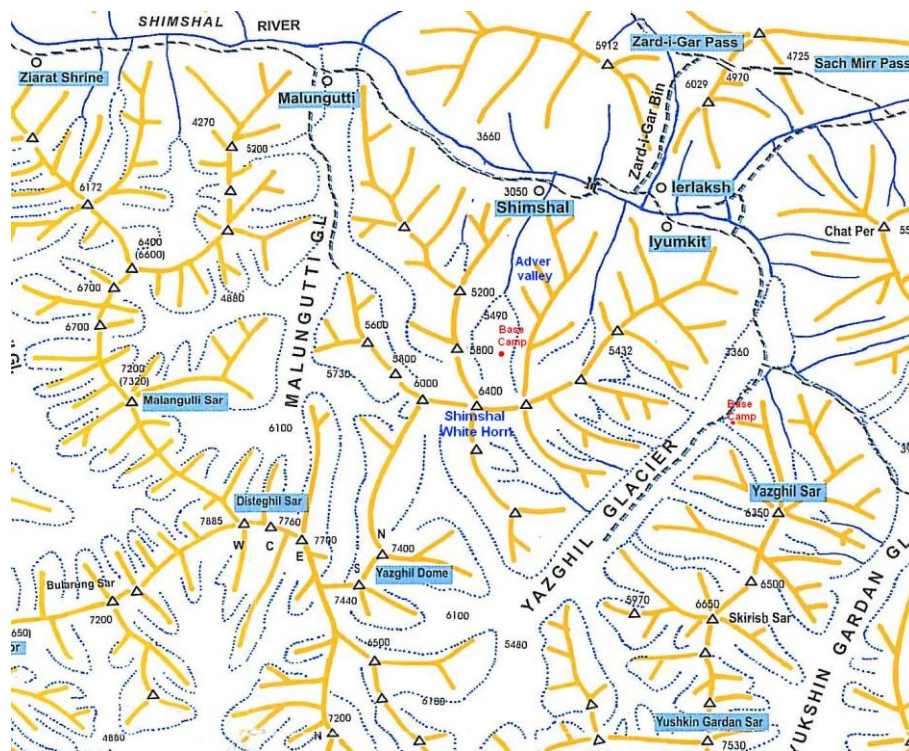 SHIMSHAL RIVER
Ziarat Shrine
Malungutti
5912
Zard-i-Gar Pass
4725
Sach Mirr Pass
6029
4970
Zard-i-Gar Bin
4270
5200
3660
3050
Shimshal
Ierlaksh
Iyumkit
Chat Per
6172
6400
(6600)
6700
4880
6700
MALUNGUTTI GL
Adver
valley
5200
5490
Base
Camp
5600
5800
5800
5730
6000
6400
5432
3360
7200
(7320)
Malangulli Sar
6100
Shimshal
White Horn
Base
Camp
YAZGHIL GLACIER
Disteghil Sar
7885
7760
W
C
7700
E
N
7400
Yazghil Dome
S
7440
6100
Yazghil Sar
6350
Bularung Sar
7200
650)
or
6500
5970
6650
Skirish Sar
6500
5480
6180
YUKSHIN GARDAN GL
4880
7200
N
Yushkin Gardan Sar
7530